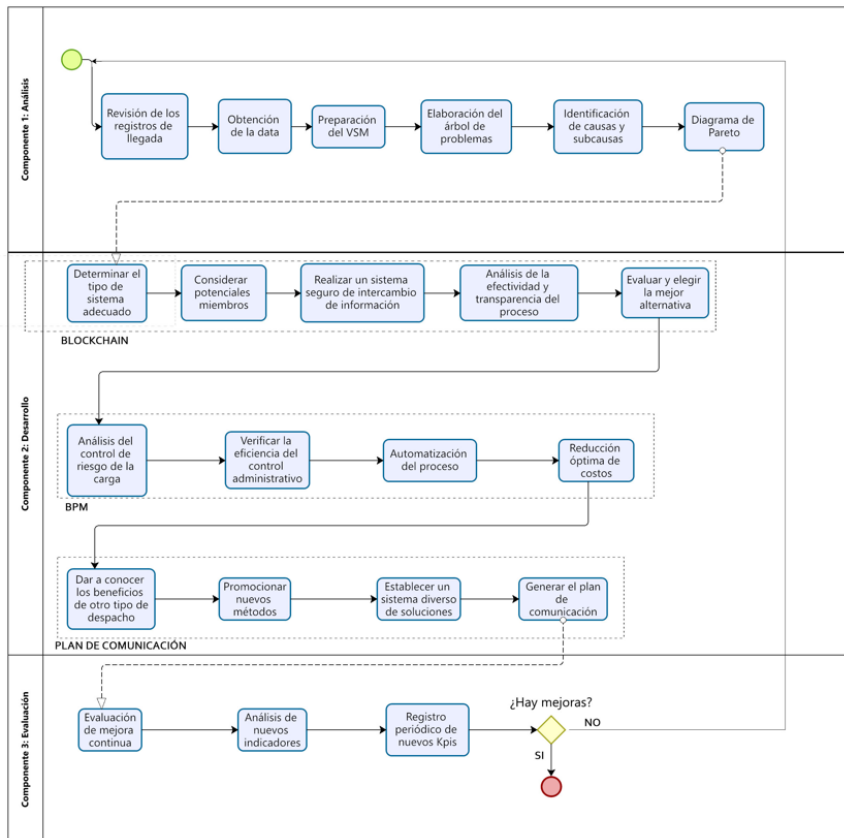 Componente 1: Análisis
Revisión de los
registros de
llegada
Obtención
de la data
Preparación
del VSM
Elaboración del
árbol de
problemas
Identificación
de causas y
subcausas
Diagrama de
Pareto
Componente 2: Desarrollo
Determinar el
tipo de
sistema
adecuado
Considerar
potenciales
miembros
Realizar un sistema
seguro de intercambio
de información
Análisis de la
efectividad y
transparencia del
proceso
Evaluar y elegir
la mejor
alternativa
BLOCKCHAIN
Análisis del
control de
riesgo de la
carga
Verificar la
eficiencia del
control
administrativo
Automatización
del proceso
Reducción
óptima de
costos
BPM
Dar a conocer
los beneficios
de otro tipo de
despacho
Promocionar
nuevos
métodos
Establecer un
sistema diverso
de soluciones
Generar el plan
de
comunicación
PLAN DE COMUNICACIÓN
Componente 3: Evaluación
Evaluación
de mejora
continua
Análisis de
nuevos
indicadores
Registro
periódico de
nuevos Kpis
¿Hay mejoras?
NO
SI